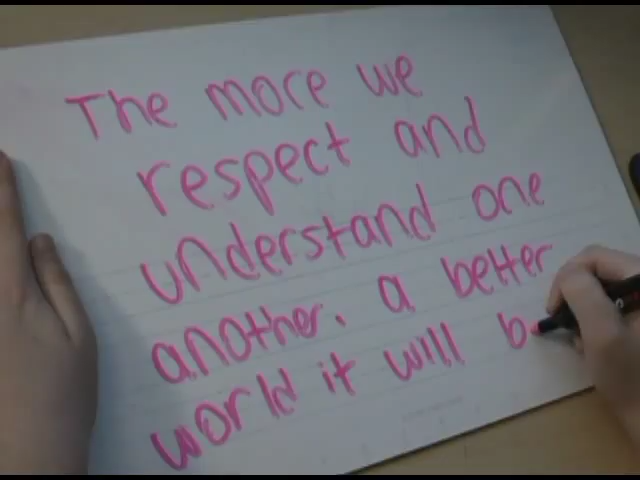 The more we
respect and
understand one
another. a better
world it will b